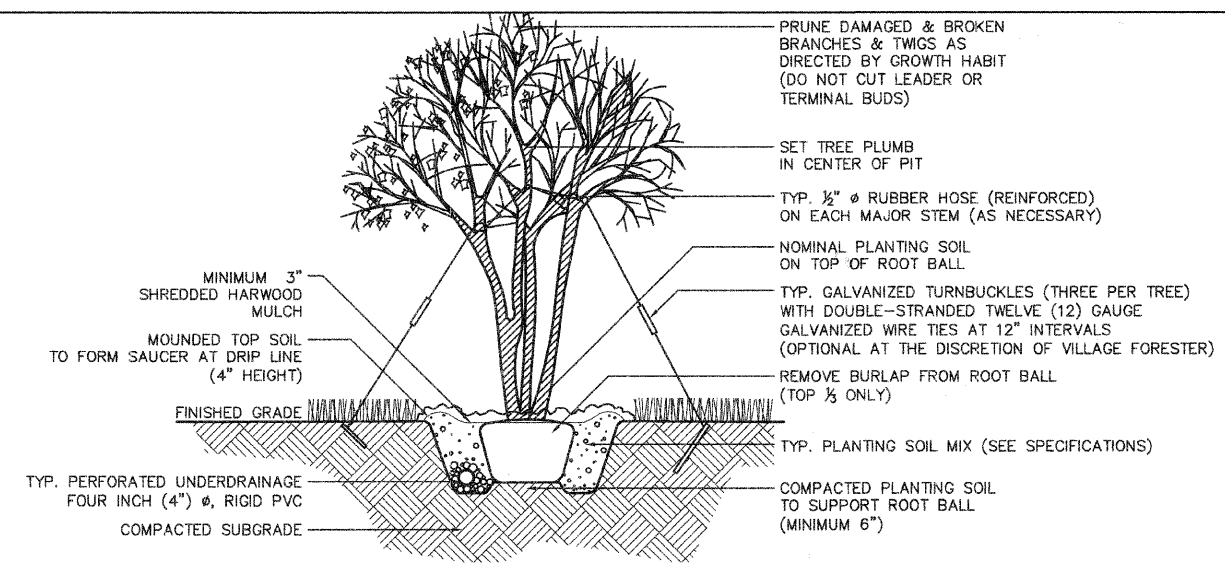 PRUNE DAMAGED & BROKEN
BRANCHES & TWIGS AS
DIRECTED BY GROWTH HABIT
(DO NOT CUT LEADER OR
TERMINAL BUDS)
SET TREE PLUMB
IN CENTER OF PIT
TYP. ½" ø RUBBER HOSE (REINFORCED)
ON EACH MAJOR STEM (AS NECESSARY)
NOMINAL PLANTING SOIL
ON TOP OF ROOT BALL
TYP. GALVANIZED TURNBUCKLES (THREE PER TREE)
WITH DOUBLE-STRANDED TWELVE (12) GAUGE
GALVANIZED WIRE TIES AT 12" INTERVALS
(OPTIONAL AT THE DISCRETION OF VILLAGE FORESTER)
REMOVE BURLAP FROM ROOT BALL
(TOP ⅓ ONLY)
TYP. PLANTING SOIL MIX (SEE SPECIFICATIONS)
COMPACTED PLANTING SOIL
TO SUPPORT ROOT BALL
(MINIMUM 6")
MINIMUM 3"
SHREDDED HARWOOD
MULCH
MOUNDED TOP SOIL
TO FORM SAUCER AT DRIP LINE
(4" HEIGHT)
FINISHED GRADE
TYP. PERFORATED UNDERDRAINAGE
FOUR INCH (4") ø, RIGID PVC
COMPACTED SUBGRADE